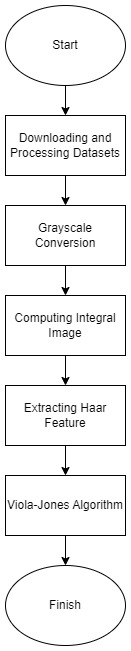 Start
Downloading and
Processing Datasets
Grayscale
Conversion
Computing Integral
Image
Extracting Haar
Feature
Viola-Jones Algorithm
Finish